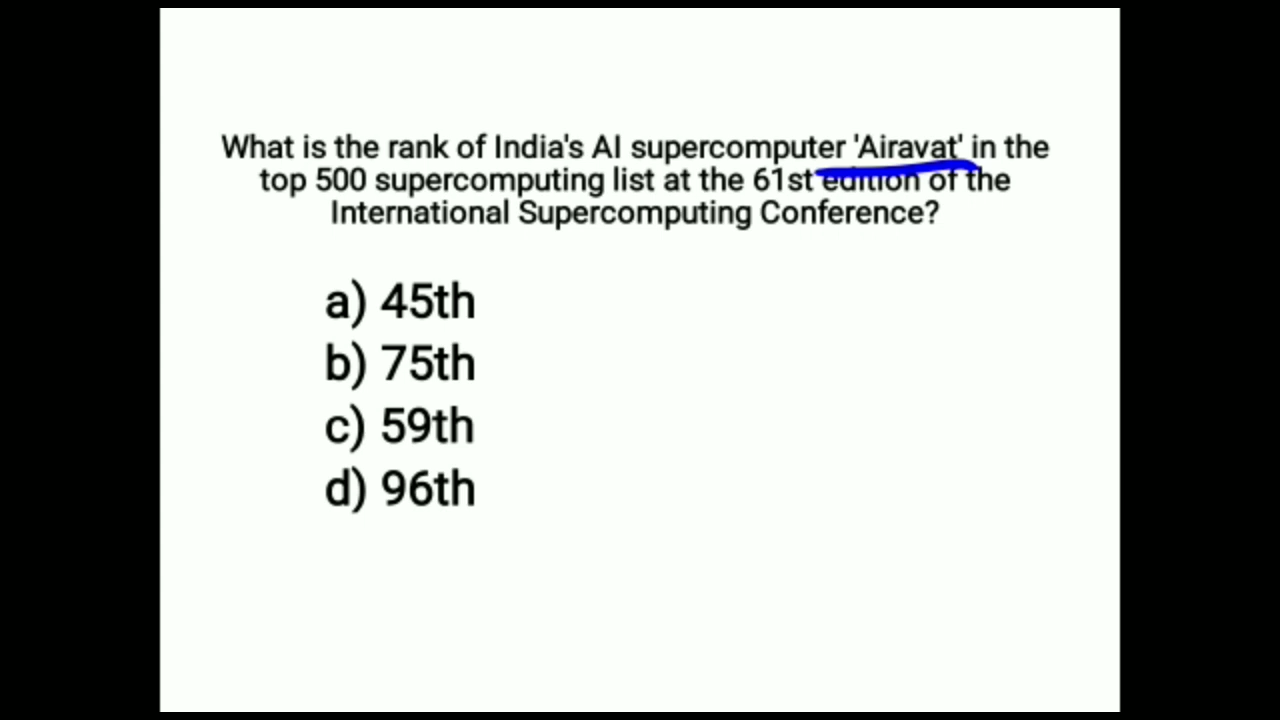 What is the rank of India's AI supercomputer 'Airavat' in the
top 500 supercomputing list at the 61st edition of the
International Supercomputing Conference?
a) 45th
b) 75th
c) 59th
d) 96th